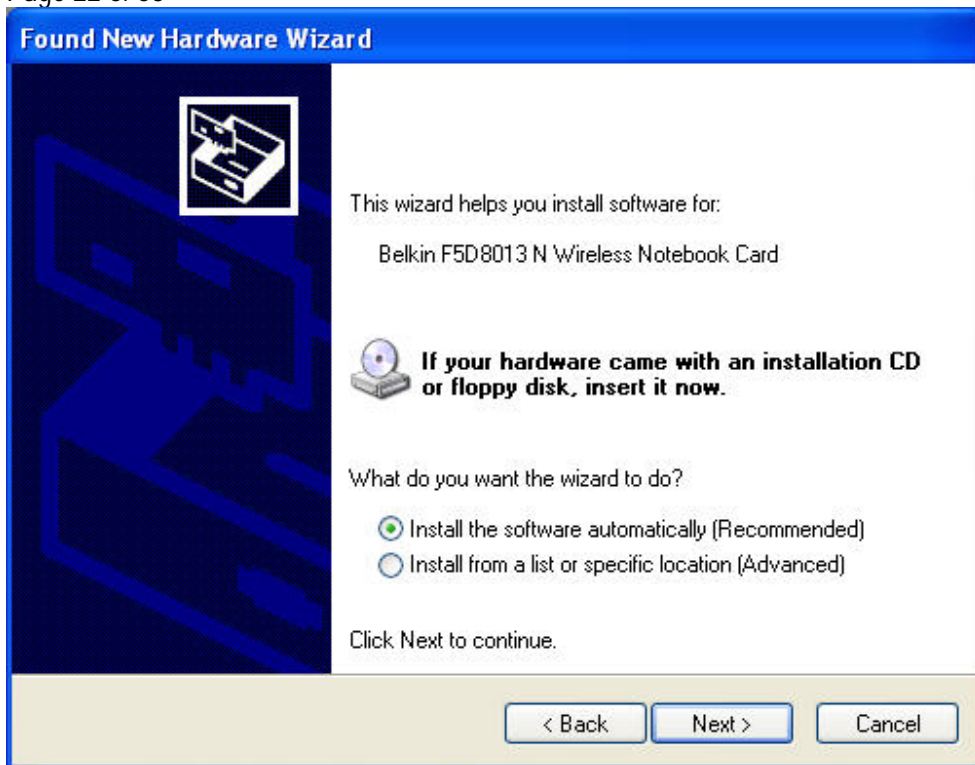 Found New Hardware Wizard
This wizard helps you install software for:
Belkin F5D8013 N Wireless Notebook Card
If your hardware came with an installation CD
or floppy disk, insert it now.
What do you want the wizard to do?
Install the software automatically (Recommended)
Install from a list or specific location (Advanced)
Click Next to continue.
< Back Next > Cancel